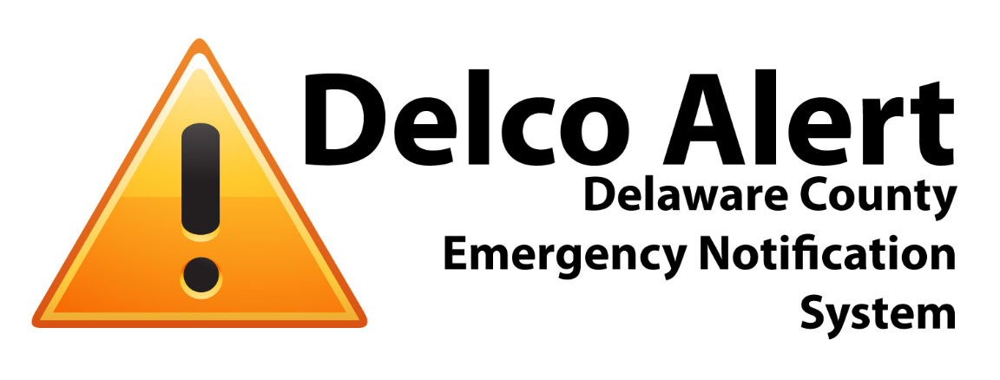 Delco Alert
Delaware County
Emergency Notification
System